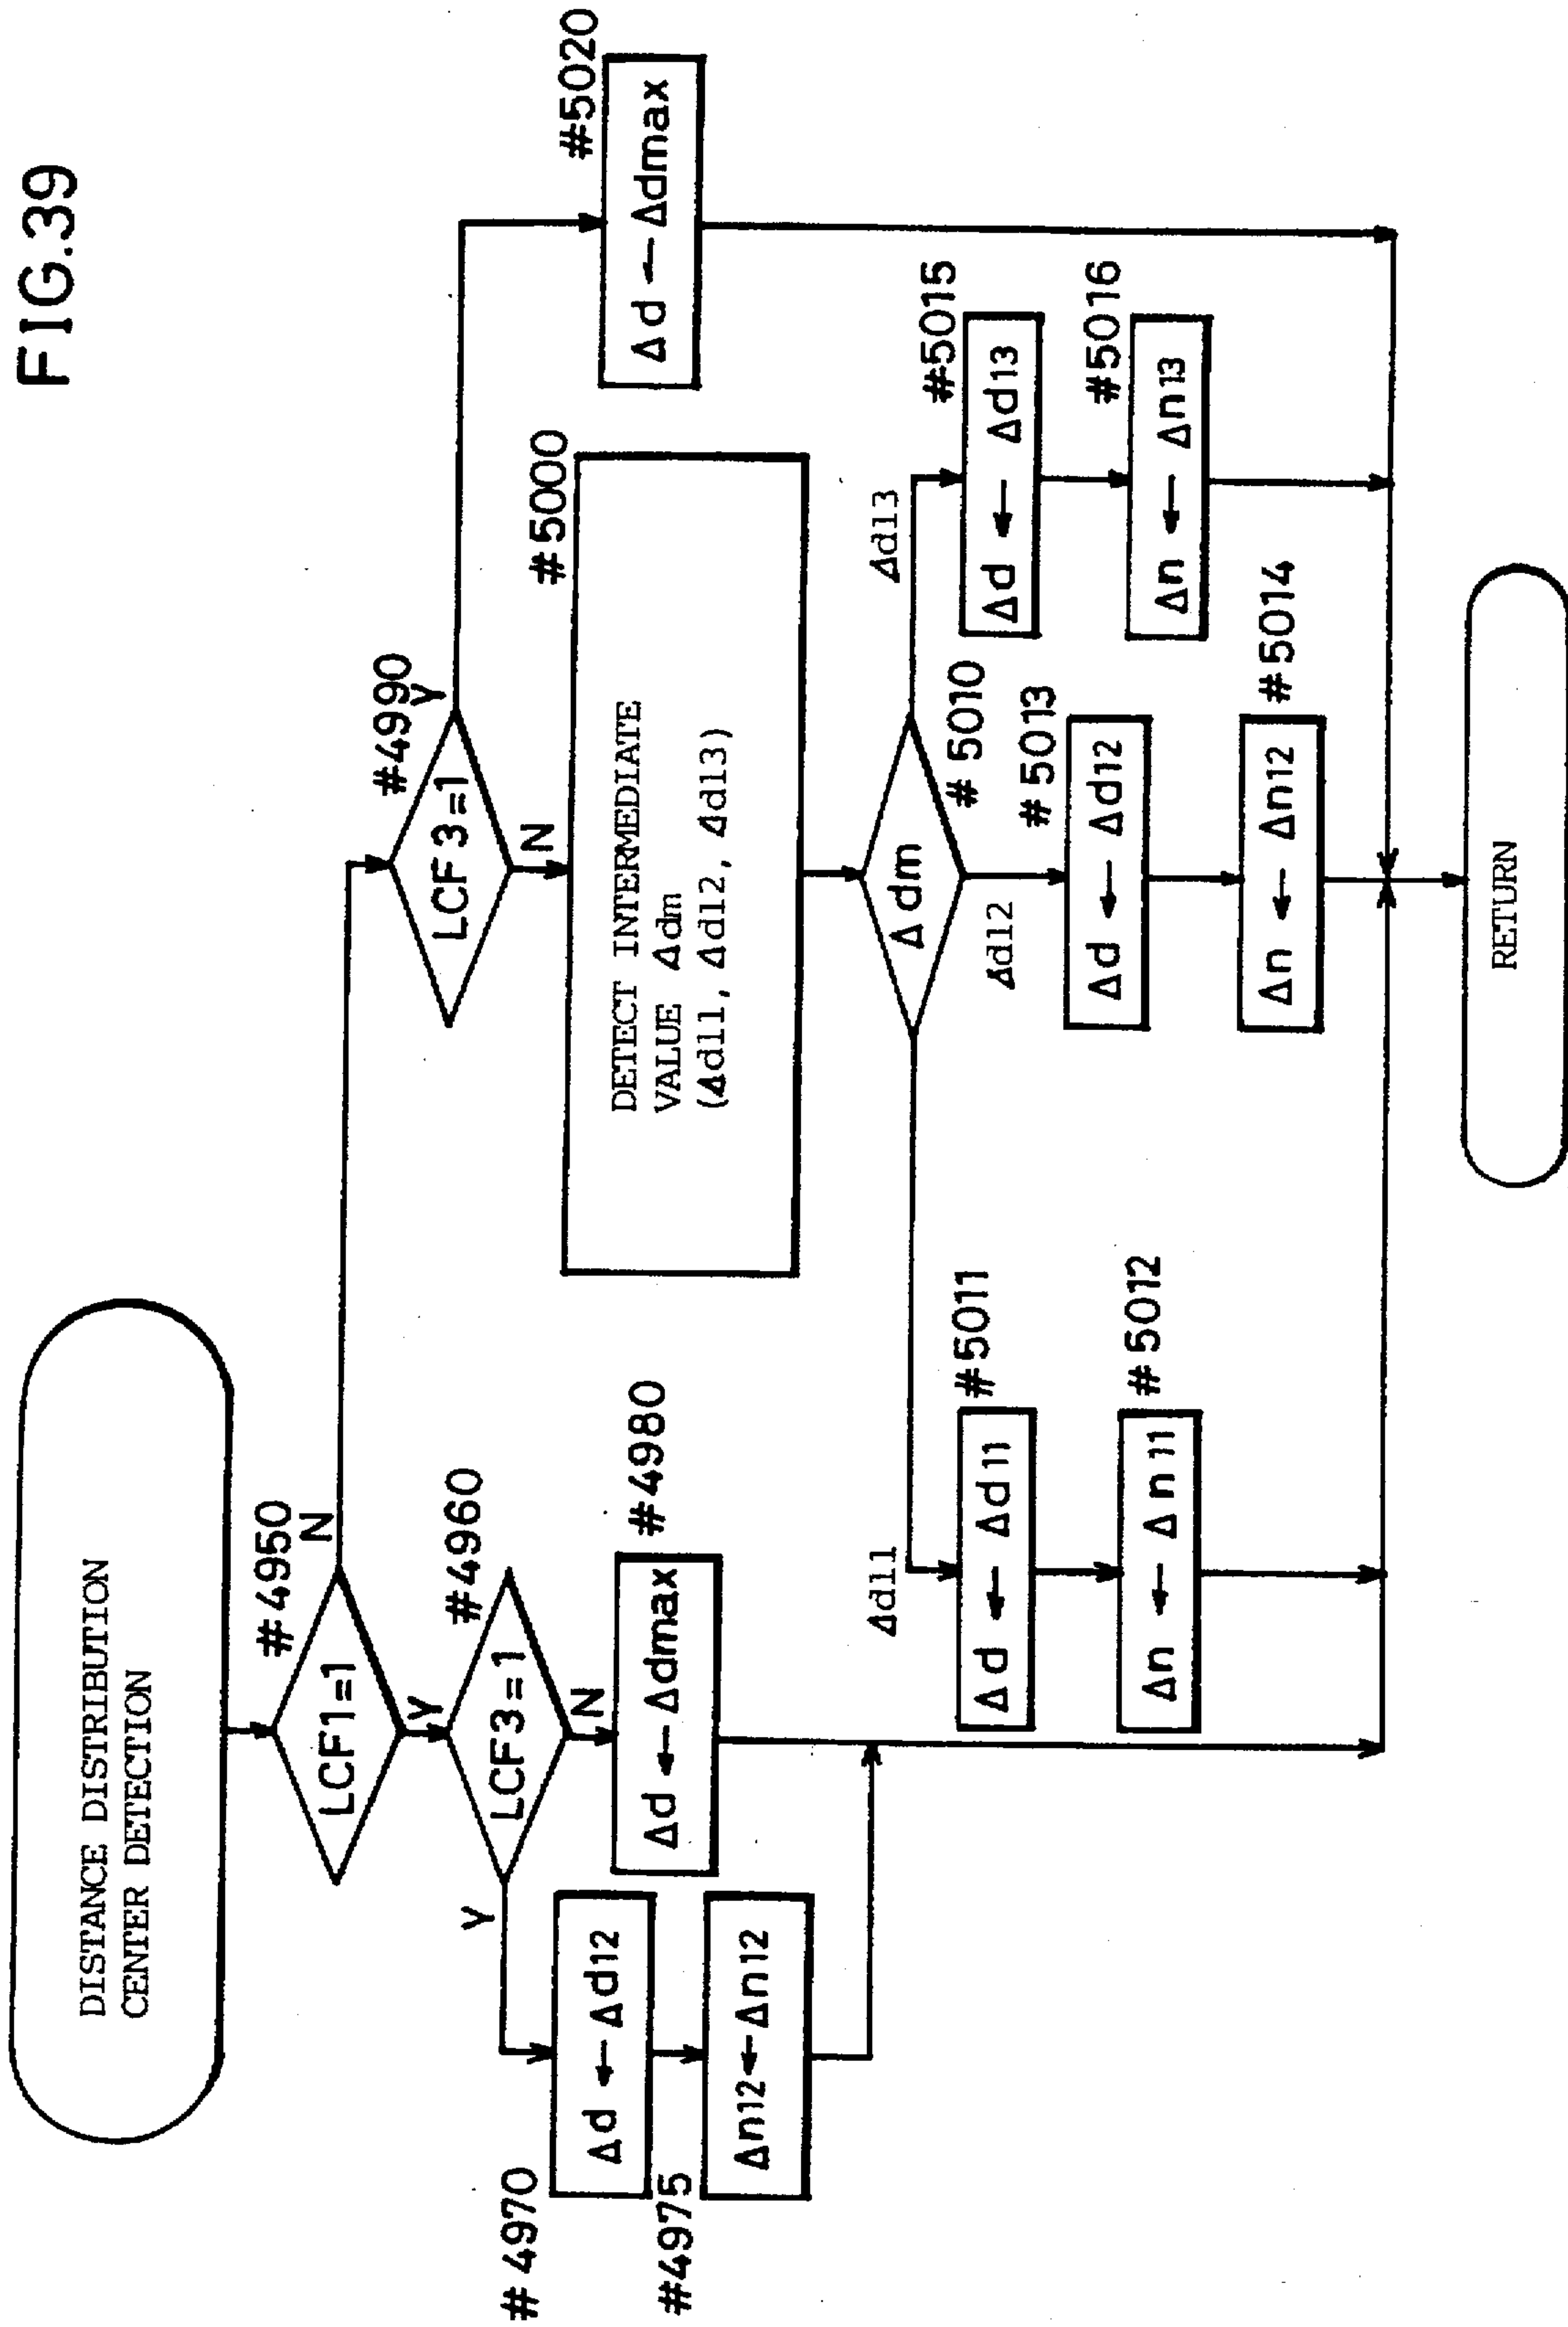 FIG.39
DISTANCE DISTRIBUTION
CENTER DETECTION
#4950
LCF1=1
N
Y
#4960
LCF3=1
Y
N
#4970
Δd ← Δd12
#4975
Δn12 ← Δn12
#4980
Δd ← Δdmax
#4990
LCF3=1
Y
N
#5020
Δd ← Δdmax
#5000
DETECT INTERMEDIATE
VALUE Δdm
(Δd11, Δd12, Δd13)
Δdm
#5010
Δd11
Δd12
Δd13
#5011
Δd ← Δd11
#5012
Δn ← Δn11
#5013
Δd ← Δd12
#5014
Δn ← Δn12
#5015
Δd ← Δd13
#5016
Δn ← Δn13
RETURN